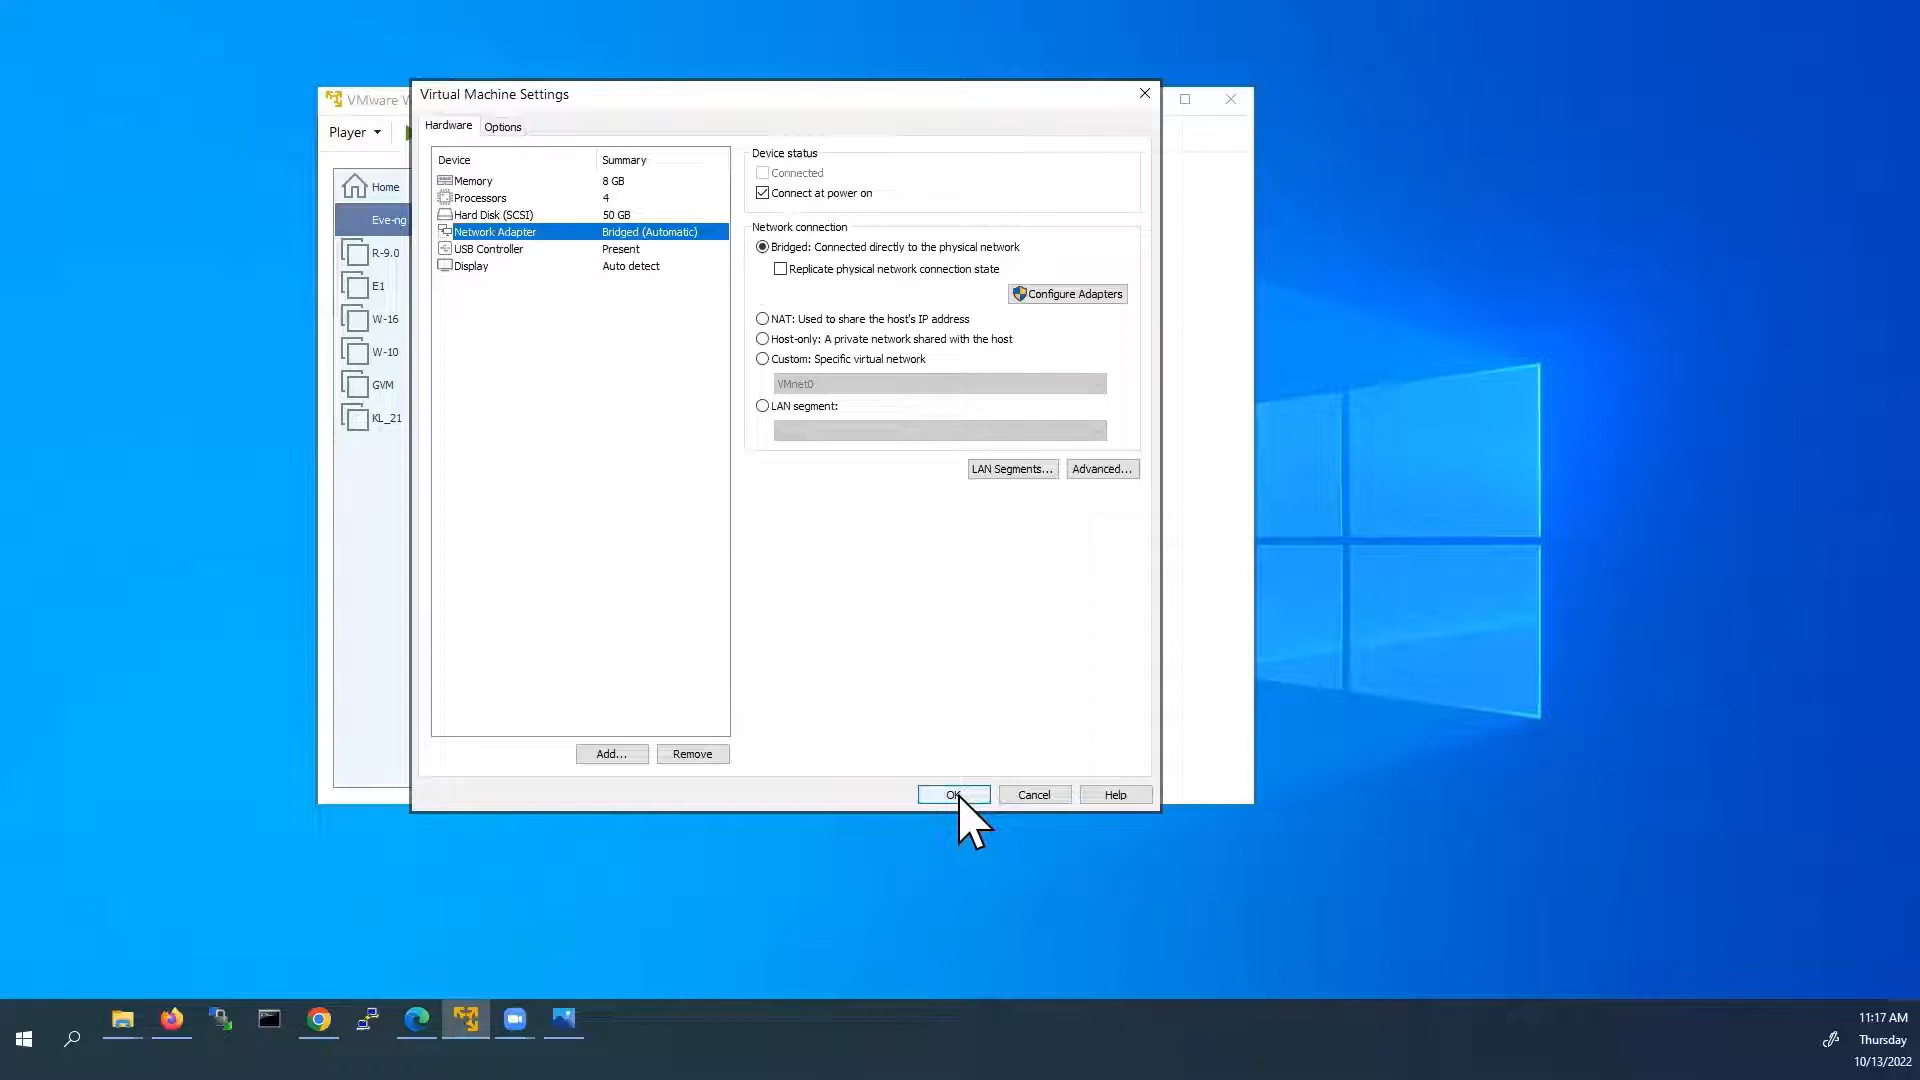 Virtual Machine Settings
VMware W
Player
Hardware
Options
Home
Eve-ng
R-9.0
E1
W-16
W-10
GVM
KL_21
Device Summary
Memory 8 GB
Processors 4
Hard Disk (SCSI) 50 GB
Network Adapter Bridged (Automatic)
USB Controller Present
Display Auto detect
Add...
Remove
Device status
Connected
Connect at power on
Network connection
Bridged: Connected directly to the physical network
Replicate physical network connection state
Configure Adapters
NAT: Used to share the host's IP address
Host-only: A private network shared with the host
Custom: Specific virtual network
VMnet0
LAN segment:
LAN Segments...
Advanced...
OK
Cancel
Help
11:17 AM
Thursday
10/13/2022